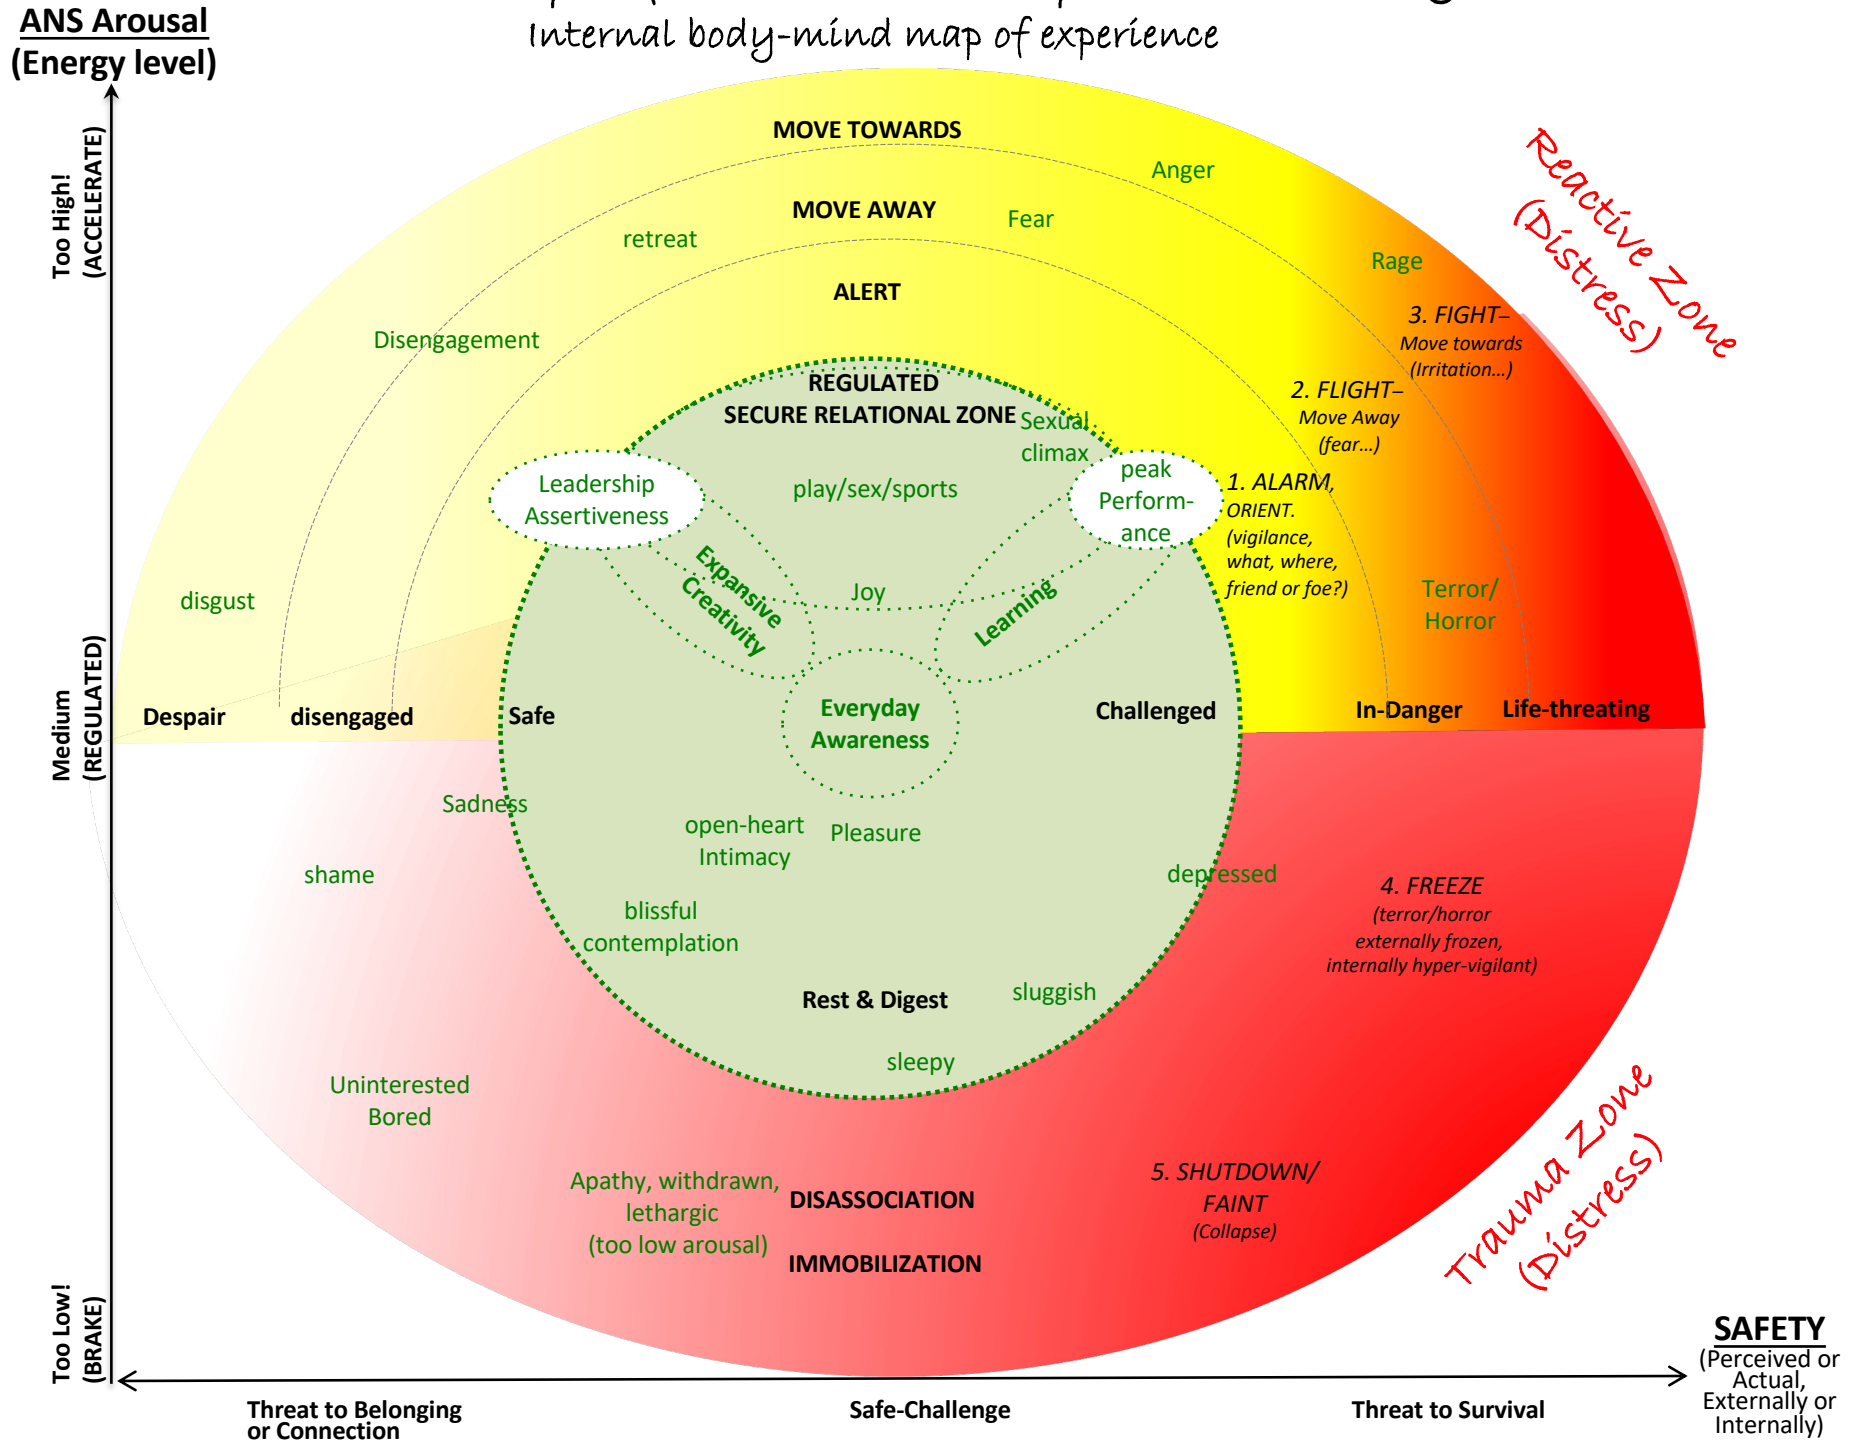 ANS Arousal
(Energy level)
Internal body-mind map of experience
Too High!
(ACCELERATE)
Medium
(REGULATED)
Too Low!
(BRAKE)
MOVE TOWARDS
Anger
MOVE AWAY
Fear
retreat
ALERT
Rage
Disengagement
Reactive Zone
(Distress)
3. FIGHT–
Move towards
(Irritation...)
2. FLIGHT–
Move Away
(fear...)
1. ALARM,
ORIENT.
(vigilance,
what, where,
friend or foe?)
REGULATED
SECURE RELATIONAL ZONE
Sexual
climax
Leadership
Assertiveness
play/sex/sports
peak
Perform-
ance
Expansive
Creativity
Joy
Learning
disgust
Terror/
Horror
Despair
disengaged
Safe
Everyday
Awareness
Challenged
In-Danger
Life-threating
Sadness
open-heart
Intimacy
Pleasure
shame
depressed
4. FREEZE
(terror/horror
externally frozen,
internally hyper-vigilant)
blissful
contemplation
Rest & Digest
sluggish
sleepy
Uninterested
Bored
Apathy, withdrawn,
lethargic
(too low arousal)
DISASSOCIATION
IMMOBILIZATION
5. SHUTDOWN/
FAINT
(Collapse)
Trauma Zone
(Distress)
SAFETY
(Perceived or
Actual,
Externally or
Internally)
Threat to Belonging
or Connection
Safe-Challenge
Threat to Survival